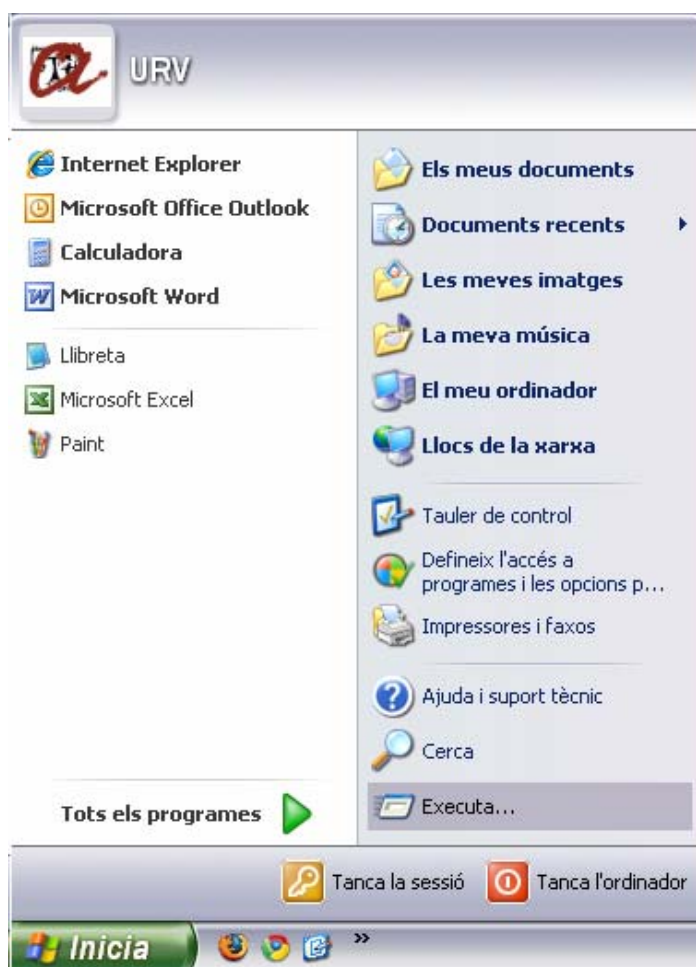 URV
Internet Explorer
Microsoft Office Outlook
Calculadora
Microsoft Word
Llibreta
Microsoft Excel
Paint
Tots els programes
Els meus documents
Documents recents
Les meves imatges
La meva música
El meu ordinador
Llocs de la xarxa
Tauler de control
Defineix l'accés a
programes i les opcions p...
Impressores i faxos
Ajuda i suport tècnic
Cerca
Executa...
Tanca la sessió
Tanca l'ordinador
Inicia